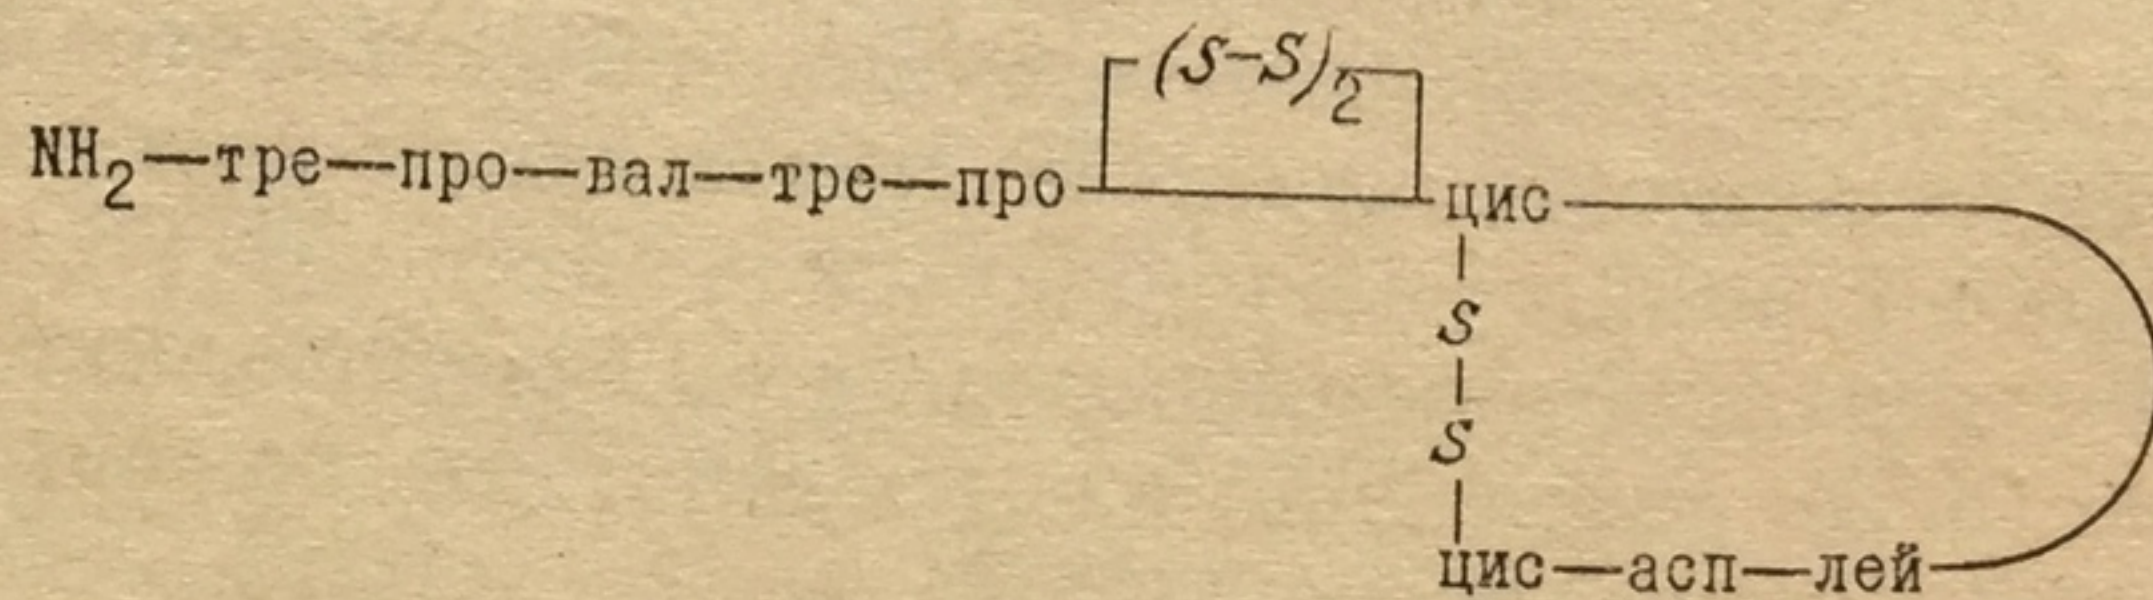 (S—S)₂
NH₂—тре—про—вал—тре—про—цис
S
S
цис—асп—лей